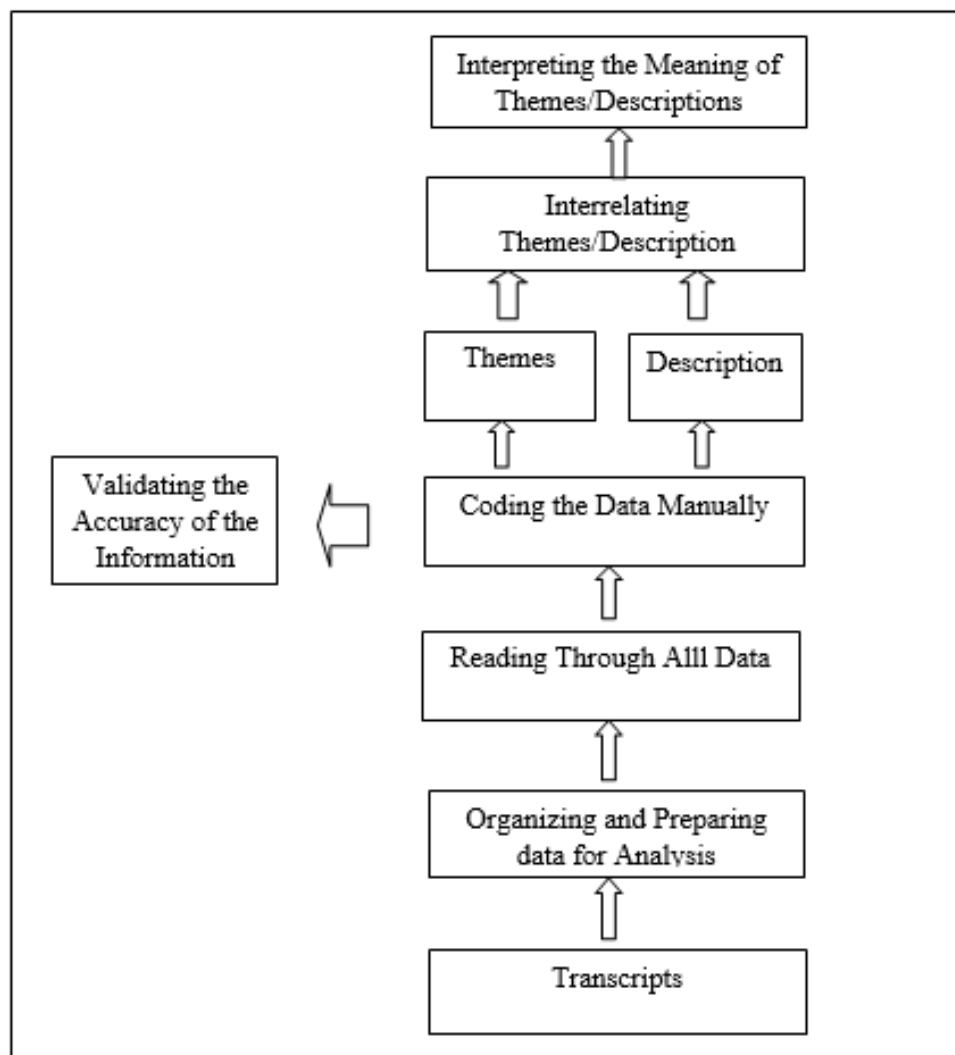 Interpreting the Meaning of
Themes/Descriptions
Interrelating
Themes/Description
Themes
Description
Validating the
Accuracy of the
Information
Coding the Data Manually
Reading Through Alll Data
Organizing and Preparing
data for Analysis
Transcripts